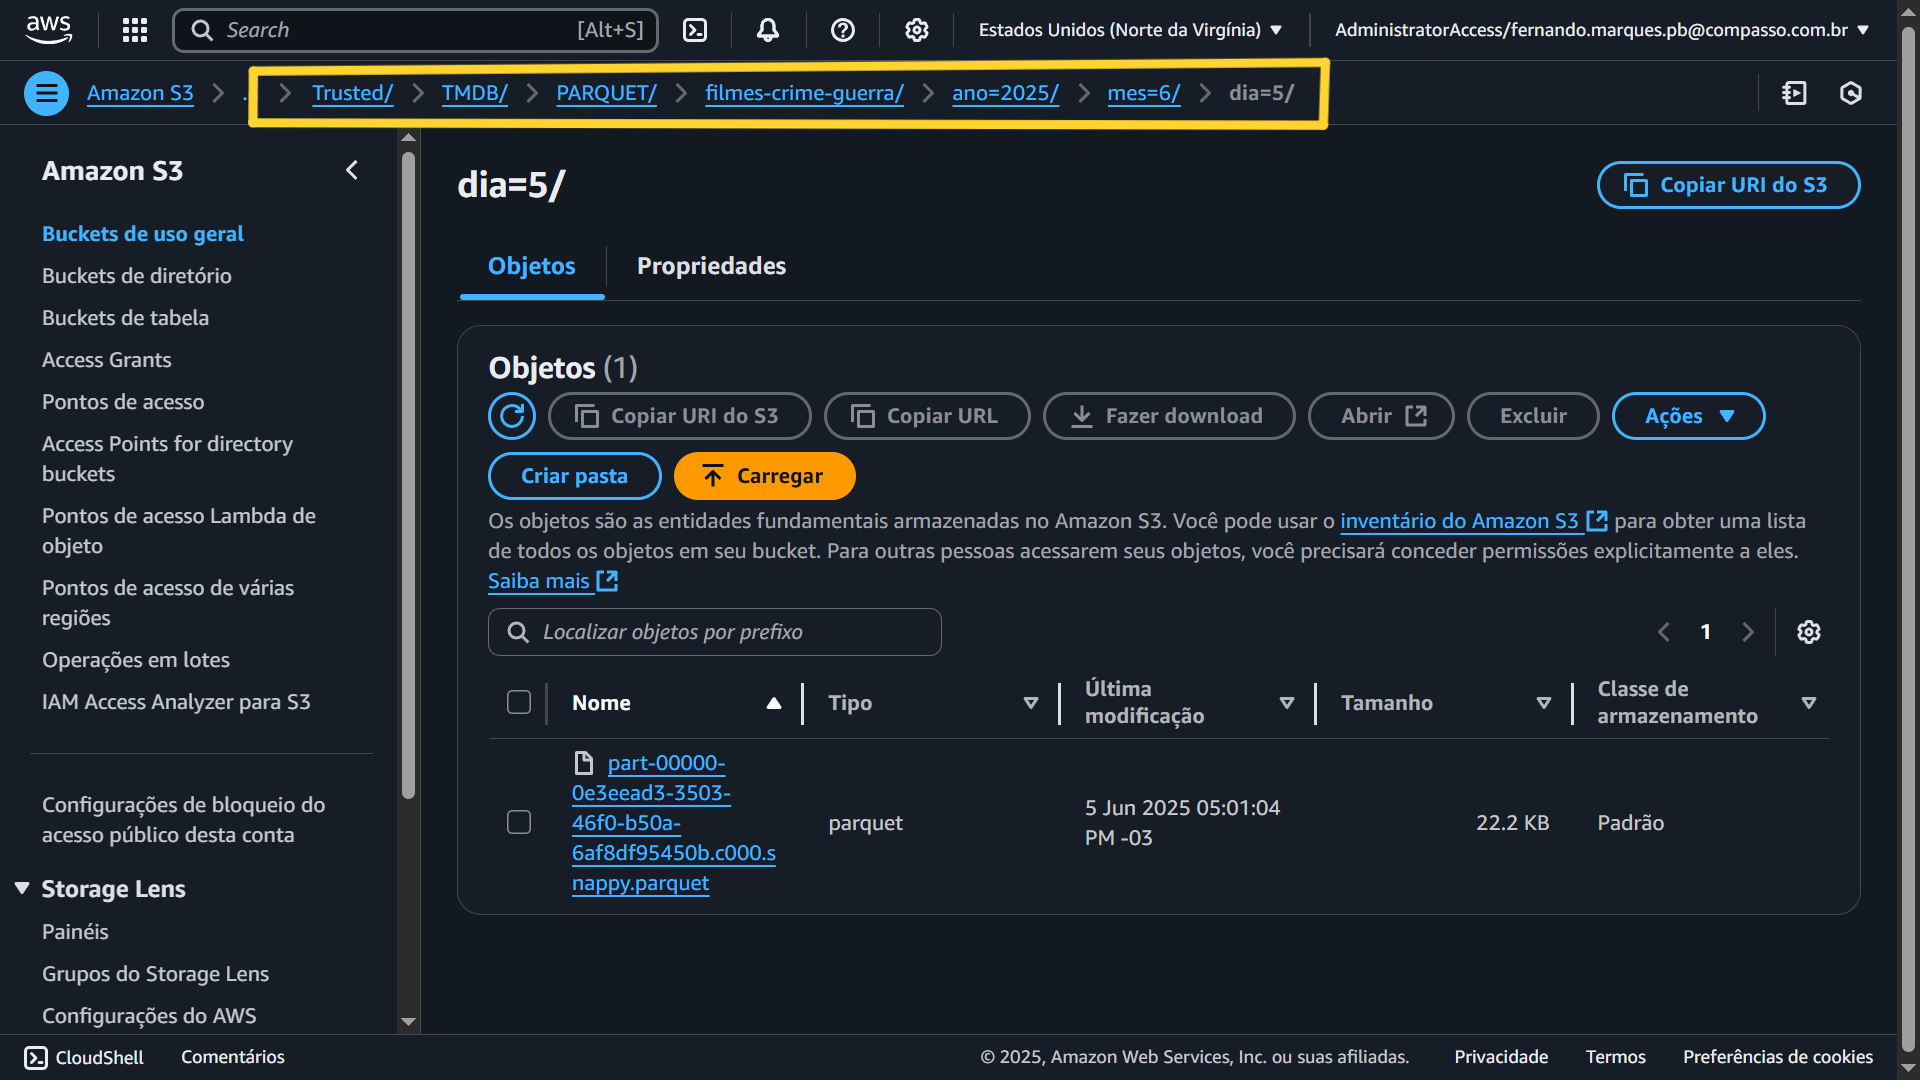 aws
Search [Alt+S]
Estados Unidos (Norte da Virgínia)
AdministratorAccess/fernando.marques.pb@compasso.com.br
Amazon S3 > . > Trusted/ > TMDB/ > PARQUET/ > filmes-crime-guerra/ > ano=2025/ > mes=6/ > dia=5/
Amazon S3
Buckets de uso geral
Buckets de diretório
Buckets de tabela
Access Grants
Pontos de acesso
Access Points for directory
buckets
Pontos de acesso Lambda de
objeto
Pontos de acesso de várias
regiões
Operações em lotes
IAM Access Analyzer para S3
Configurações de bloqueio do
acesso público desta conta
Storage Lens
Painéis
Grupos do Storage Lens
Configurações do AWS
dia=5/
Copiar URI do S3
Objetos
Propriedades
Objetos (1)
Copiar URI do S3
Copiar URL
Fazer download
Abrir
Excluir
Ações
Criar pasta
Carregar
Os objetos são as entidades fundamentais armazenadas no Amazon S3. Você pode usar o inventário do Amazon S3 para obter uma lista
de todos os objetos em seu bucket. Para outras pessoas acessarem seus objetos, você precisará conceder permissões explicitamente a eles.
Saiba mais
Localizar objetos por prefixo
1
Nome
Tipo
Última
modificação
Tamanho
Classe de
armazenamento
part-00000-
0e3eead3-3503-
46f0-b50a-
6af8df95450b.c000.s
nappy.parquet
parquet
5 Jun 2025 05:01:04
PM -03
22.2 KB
Padrão
CloudShell
Comentários
© 2025, Amazon Web Services, Inc. ou suas afiliadas.
Privacidade
Termos
Preferências de cookies